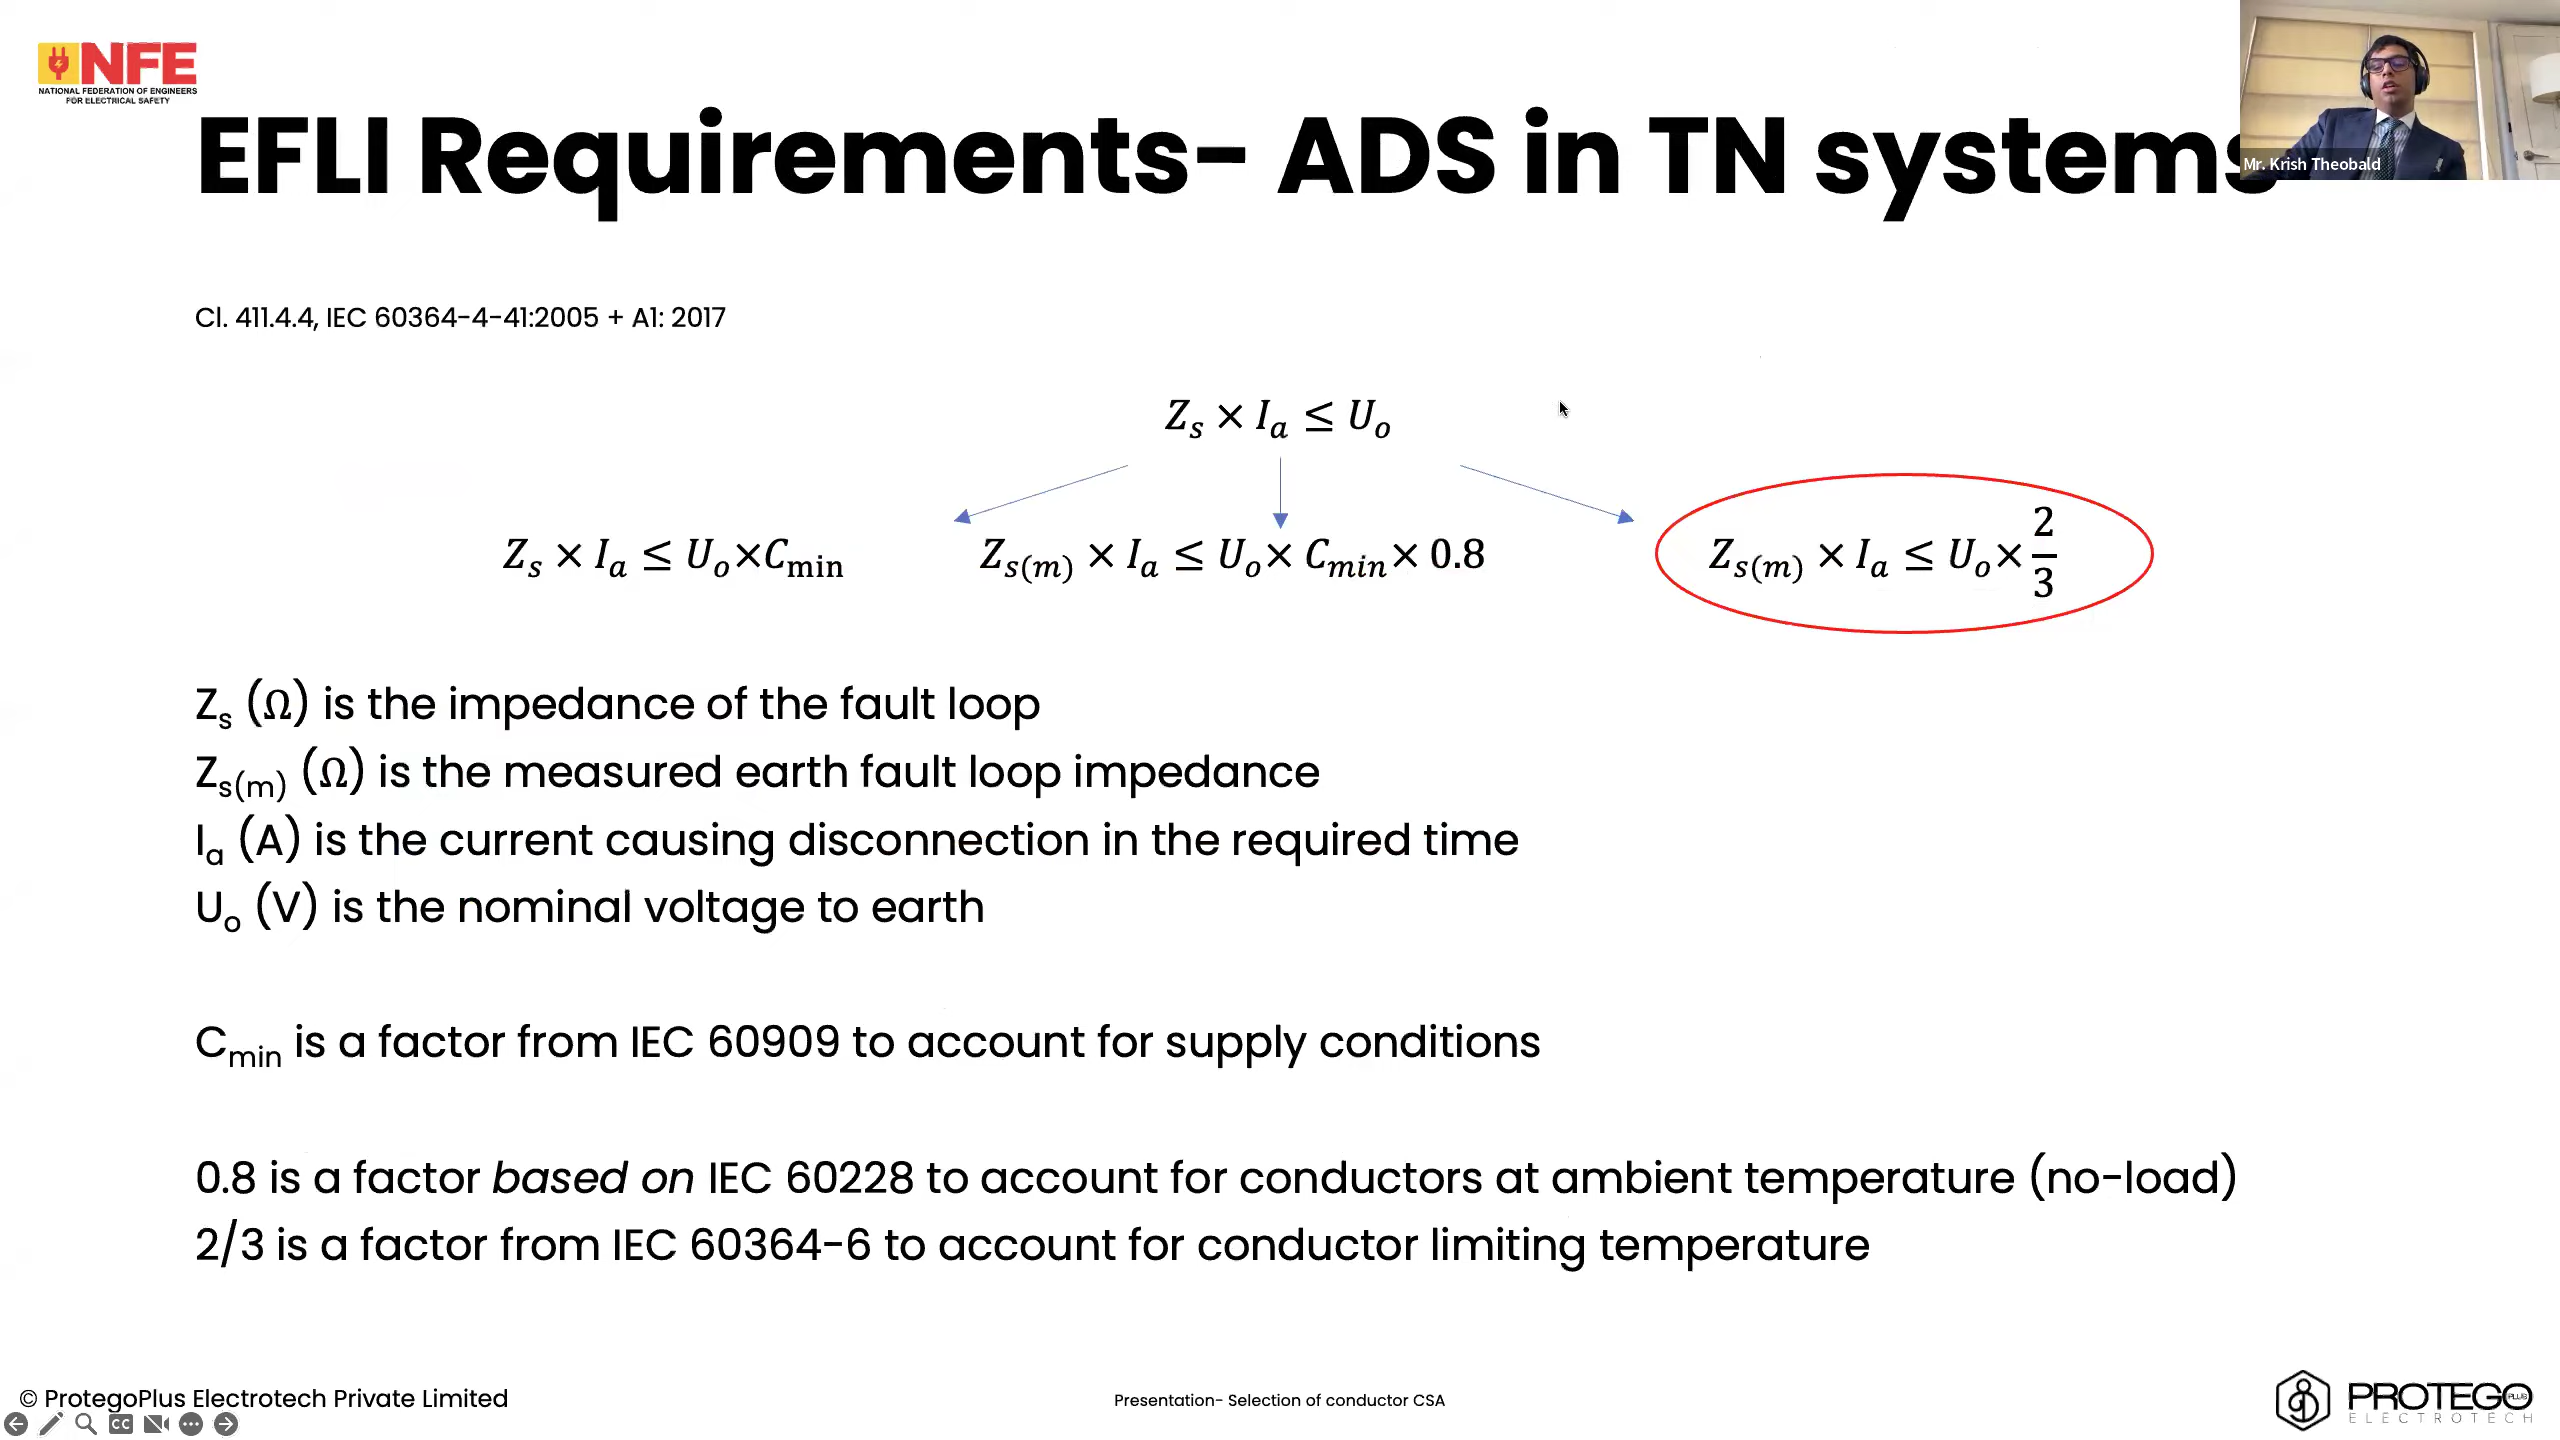 NFE
NATIONAL FEDERATION OF ENGINEERS
FOR ELECTRICAL SAFETY
EFLI Requirements- ADS in TN systems
Mr. Krish Theobald
Cl. 411.4.4, IEC 60364-4-41:2005 + A1: 2017
Zₛ × Iₐ ≤ Uₒ
Zₛ × Iₐ ≤ Uₒ×Cmin
Zs(m) × Iₐ ≤ Uₒ× Cmin× 0.8
Zs(m) × Iₐ ≤ Uₒ× 2/3
Zₛ (Ω) is the impedance of the fault loop
Zs(m) (Ω) is the measured earth fault loop impedance
Iₐ (A) is the current causing disconnection in the required time
Uₒ (V) is the nominal voltage to earth
Cmin is a factor from IEC 60909 to account for supply conditions
0.8 is a factor based on IEC 60228 to account for conductors at ambient temperature (no-load)
2/3 is a factor from IEC 60364-6 to account for conductor limiting temperature
© ProtegoPlus Electrotech Private Limited
Presentation- Selection of conductor CSA
PROTEGO PLUS
ELECTROTECH
CC